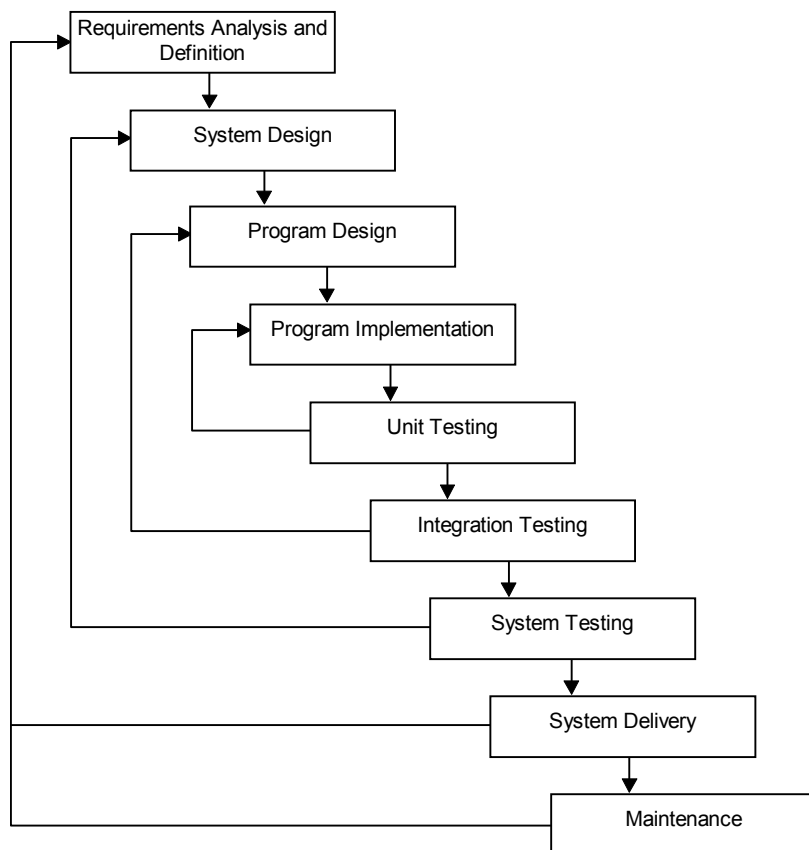 Requirements Analysis and
Definition
System Design
Program Design
Program Implementation
Unit Testing
Integration Testing
System Testing
System Delivery
Maintenance